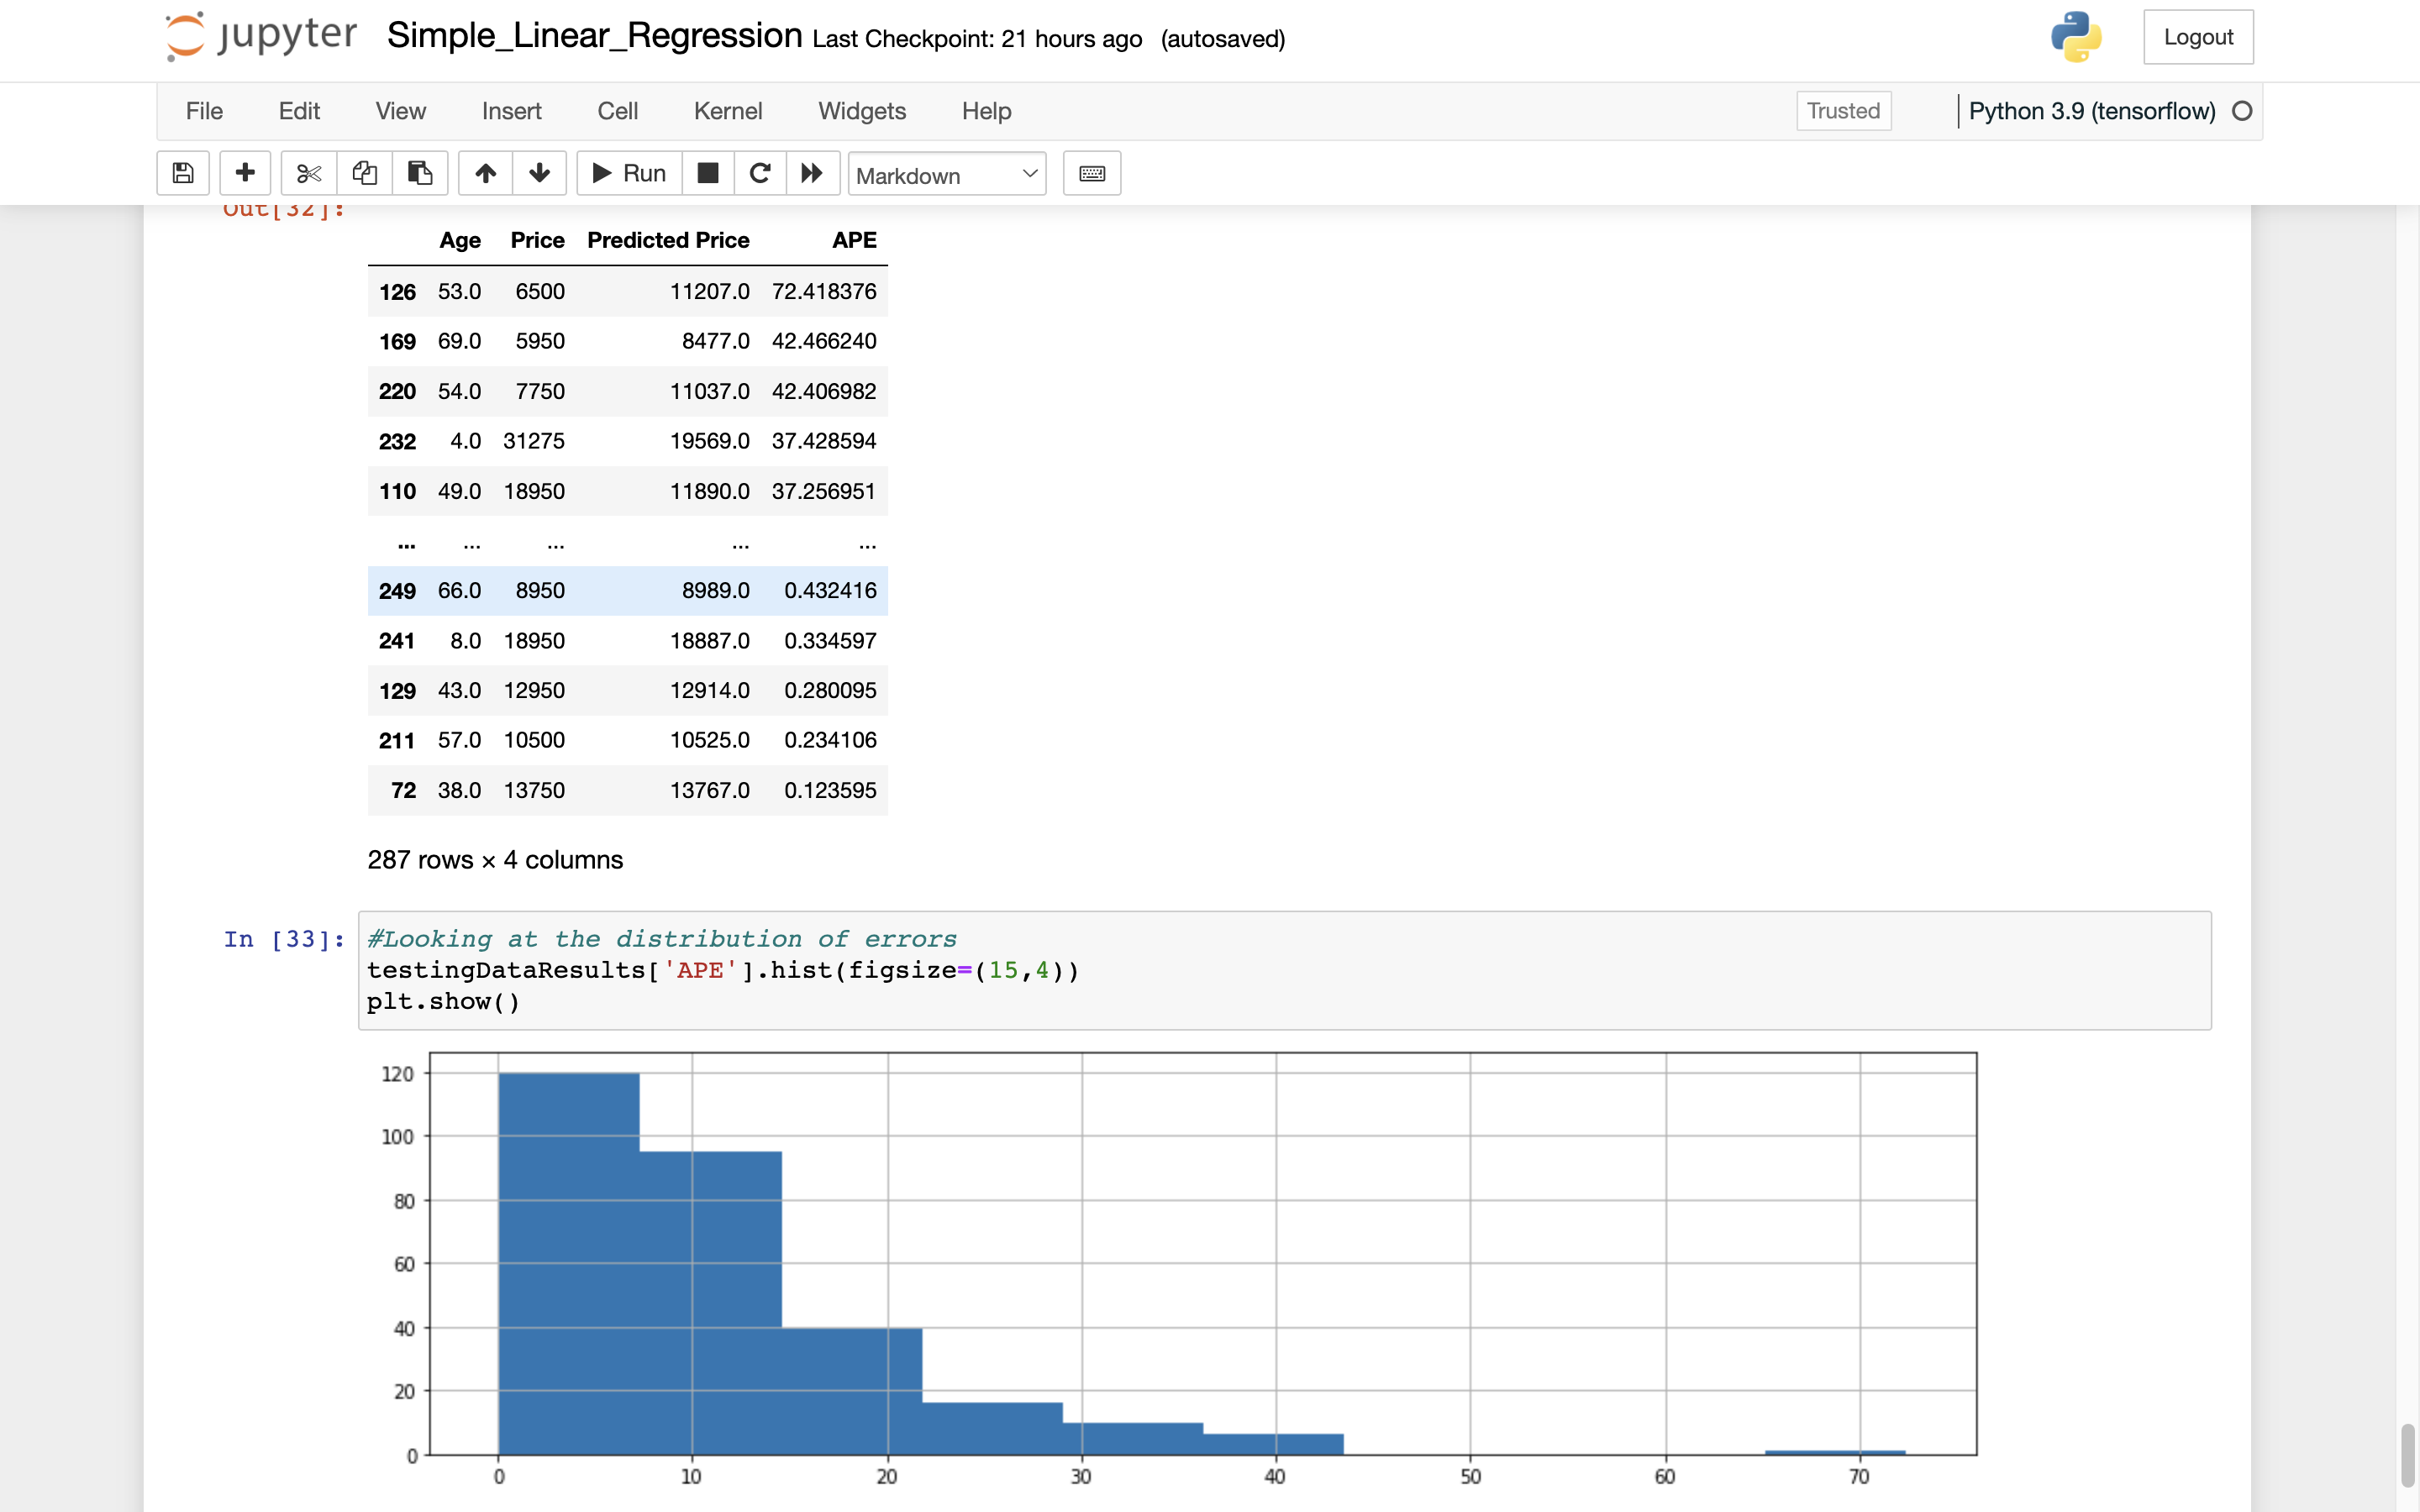 jupyter Simple_Linear_Regression Last Checkpoint: 21 hours ago (autosaved) Logout
File Edit View Insert Cell Kernel Widgets Help Trusted Python 3.9 (tensorflow)
Run Markdown
Out[32]:
Age Price Predicted Price APE
126 53.0 6500 11207.0 72.418376
169 69.0 5950 8477.0 42.466240
220 54.0 7750 11037.0 42.406982
232 4.0 31275 19569.0 37.428594
110 49.0 18950 11890.0 37.256951
... ... ... ... ...
249 66.0 8950 8989.0 0.432416
241 8.0 18950 18887.0 0.334597
129 43.0 12950 12914.0 0.280095
211 57.0 10500 10525.0 0.234106
72 38.0 13750 13767.0 0.123595
287 rows × 4 columns
In [33]: #Looking at the distribution of errors
testingDataResults['APE'].hist(figsize=(15,4))
plt.show()
120
100
80
60
40
20
0
0 10 20 30 40 50 60 70